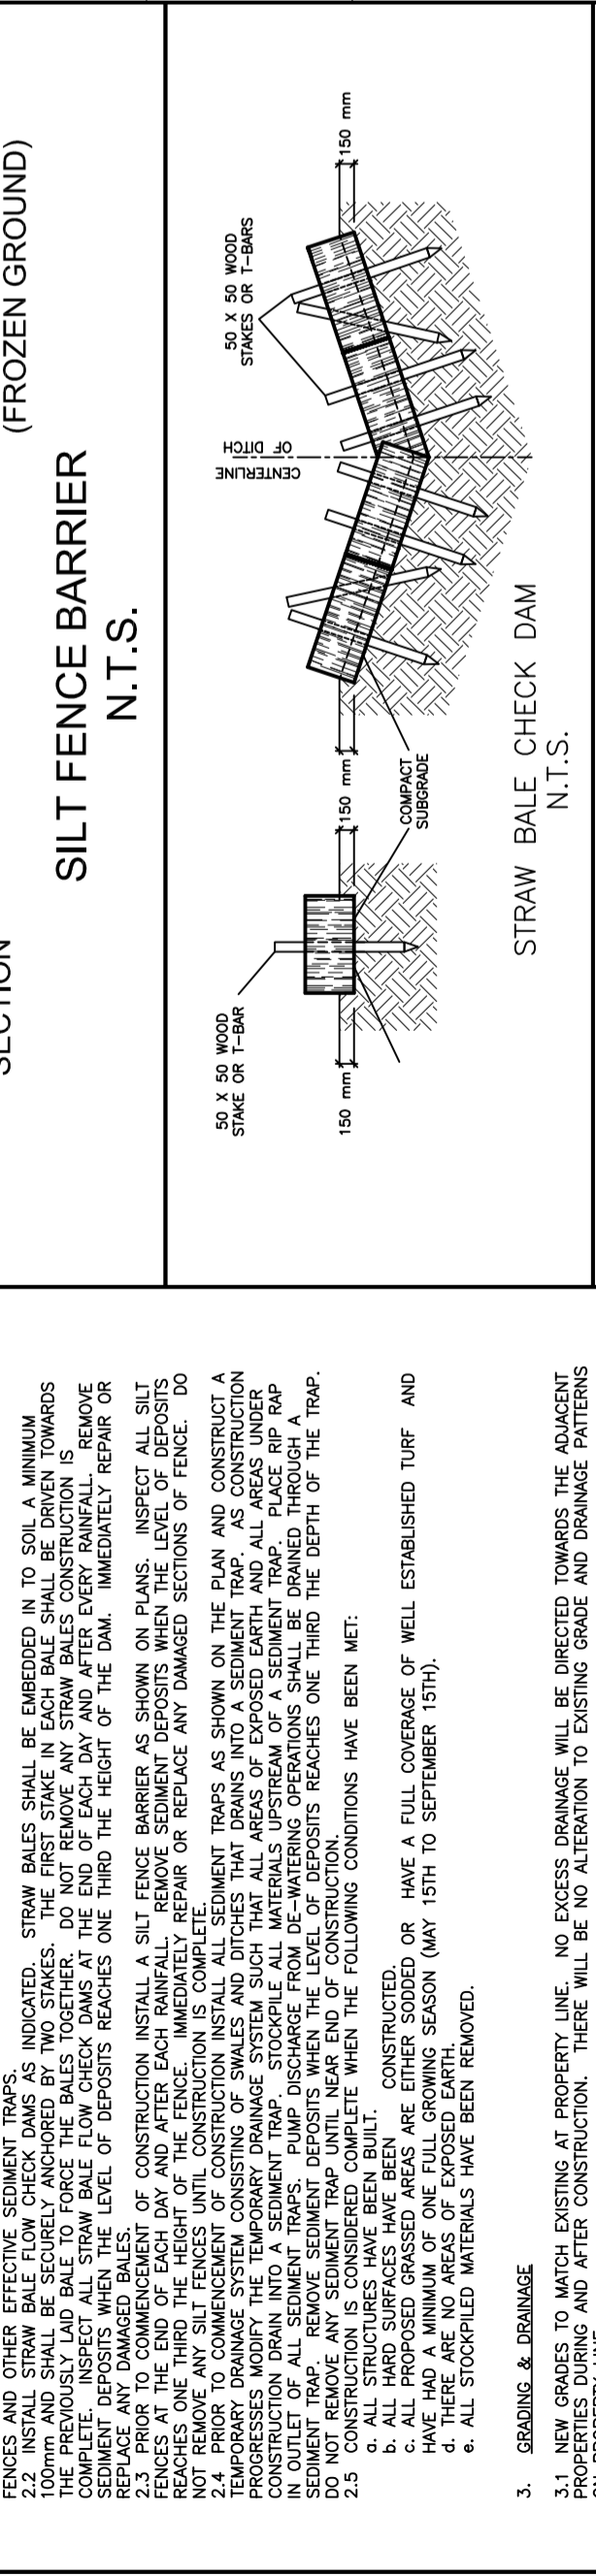 FENCES AND OTHER EFFECTIVE SEDIMENT TRAPS.
2.2 INSTALL STRAW BALE FLOW CHECK DAMS AS INDICATED. STRAW BALES SHALL BE EMBEDDED IN TO SOIL A MINIMUM
100mm AND SHALL BE SECURELY ANCHORED BY TWO STAKES. THE FIRST STAKE IN EACH BALE SHALL BE DRIVEN TOWARDS
THE PREVIOUSLY LAID BALE TO FORCE THE BALES TOGETHER. DO NOT REMOVE ANY STRAW BALES CONSTRUCTION IS
COMPLETE. INSPECT ALL STRAW BALE FLOW CHECK DAMS AT THE END OF EACH DAY AND AFTER EVERY RAINFALL. REMOVE
SEDIMENT DEPOSITS WHEN THE LEVEL OF DEPOSITS REACHES ONE THIRD THE HEIGHT OF THE DAM. IMMEDIATELY REPAIR OR
REPLACE ANY DAMAGED BALES.
2.3 PRIOR TO COMMENCEMENT OF CONSTRUCTION INSTALL A SILT FENCE BARRIER AS SHOWN ON PLANS. INSPECT ALL SILT
FENCES AT THE END OF EACH DAY AND AFTER EACH RAINFALL. REMOVE SEDIMENT DEPOSITS WHEN THE LEVEL OF DEPOSITS
REACHES ONE THIRD THE HEIGHT OF THE FENCE. IMMEDIATELY REPAIR OR REPLACE ANY DAMAGED SECTIONS OF FENCE. DO
NOT REMOVE ANY SILT FENCES UNTIL CONSTRUCTION IS COMPLETE.
2.4 PRIOR TO COMMENCEMENT OF CONSTRUCTION INSTALL ALL SEDIMENT TRAPS AS SHOWN ON THE PLAN AND CONSTRUCT A
TEMPORARY DRAINAGE SYSTEM CONSISTING OF SWALES AND DITCHES THAT DRAINS INTO A SEDIMENT TRAP. AS CONSTRUCTION
PROGRESSES MODIFY THE TEMPORARY DRAINAGE SYSTEM SUCH THAT ALL AREAS OF EXPOSED EARTH AND ALL AREAS UNDER
CONSTRUCTION DRAIN INTO A SEDIMENT TRAP. STOCKPILE ALL MATERIALS UPSTREAM OF A SEDIMENT TRAP. PLACE RIP RAP
IN OUTLET OF ALL SEDIMENT TRAPS. PUMP DISCHARGE FROM DE-WATERING OPERATIONS SHALL BE DRAINED THROUGH A
SEDIMENT TRAP. REMOVE SEDIMENT DEPOSITS WHEN THE LEVEL OF DEPOSITS REACHES ONE THIRD THE DEPTH OF THE TRAP.
DO NOT REMOVE ANY SEDIMENT TRAP UNTIL NEAR END OF CONSTRUCTION.
2.5 CONSTRUCTION IS CONSIDERED COMPLETE WHEN THE FOLLOWING CONDITIONS HAVE BEEN MET:
a. ALL STRUCTURES HAVE BEEN BUILT.
b. ALL HARD SURFACES HAVE BEEN CONSTRUCTED.
c. ALL PROPOSED GRASSED AREAS ARE EITHER SODDED OR HAVE A FULL COVERAGE OF WELL ESTABLISHED TURF AND
HAVE HAD A MINIMUM OF ONE FULL GROWING SEASON (MAY 15TH TO SEPTEMBER 15TH).
d. THERE ARE NO AREAS OF EXPOSED EARTH.
e. ALL STOCKPILED MATERIALS HAVE BEEN REMOVED.
3. GRADING & DRAINAGE
3.1 NEW GRADES TO MATCH EXISTING AT PROPERTY LINE. NO EXCESS DRAINAGE WILL BE DIRECTED TOWARDS THE ADJACENT
PROPERTIES DURING AND AFTER CONSTRUCTION. THERE WILL BE NO ALTERATION TO EXISTING GRADE AND DRAINAGE PATTERNS
ON PROPERTY LINE.
SECTION
(FROZEN GROUND)
SILT FENCE BARRIER
N.T.S.
50 X 50 WOOD
STAKE OR T-BAR
150 mm
150 mm
COMPACT
SUBGRADE
CENTERLINE
OF DITCH
50 X 50 WOOD
STAKES OR T-BARS
150 mm
STRAW BALE CHECK DAM
N.T.S.